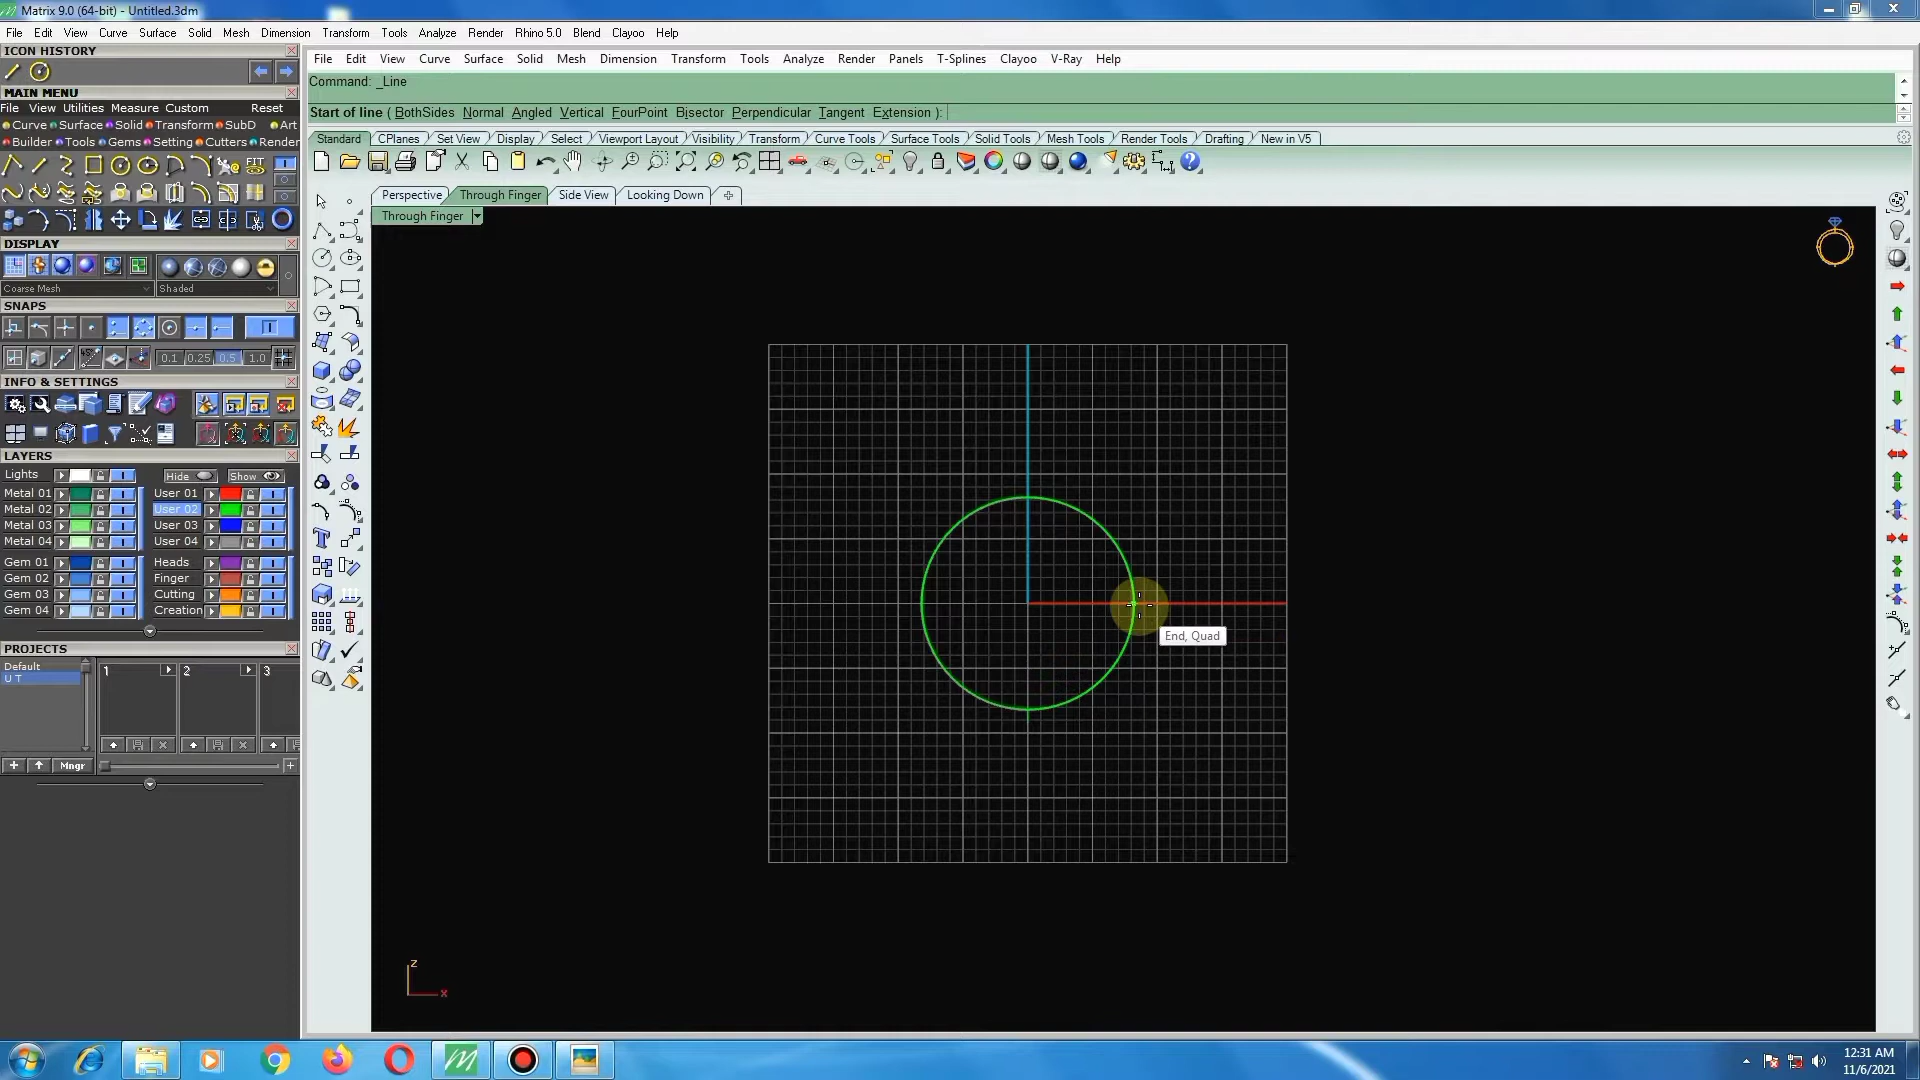 Matrix 9.0 (64-bit) - Untitled.3dm
File Edit View Curve Surface Solid Mesh Dimension Transform Tools Analyze Render Rhino 5.0 Blend Clayoo Help
ICON HISTORY
MAIN MENU
File View Utilities Measure Custom Reset
Curve Surface Solid Transform SubD Art
Builder Tools Gems Setting Cutters Render
FIT
DISPLAY
Coarse Mesh Shaded
SNAPS
0.1 0.25 0.5 1.0
INFO & SETTINGS
LAYERS
Lights Hide Show
Metal 01 User 01
Metal 02 User 02
Metal 03 User 03
Metal 04 User 04
Gem 01 Heads
Gem 02 Finger
Gem 03 Cutting
Gem 04 Creation
PROJECTS
Default
U T
1 2 3
Mngr
File Edit View Curve Surface Solid Mesh Dimension Transform Tools Analyze Render Panels T-Splines Clayoo V-Ray Help
Command: _Line
Start of line ( BothSides Normal Angled Vertical FourPoint Bisector Perpendicular Tangent Extension ):
Standard CPlanes Set View Display Select Viewport Layout Visibility Transform Curve Tools Surface Tools Solid Tools Mesh Tools Render Tools Drafting New in V5
Perspective Through Finger Side View Looking Down
Through Finger
End, Quad
z
x
12:31 AM
11/6/2021